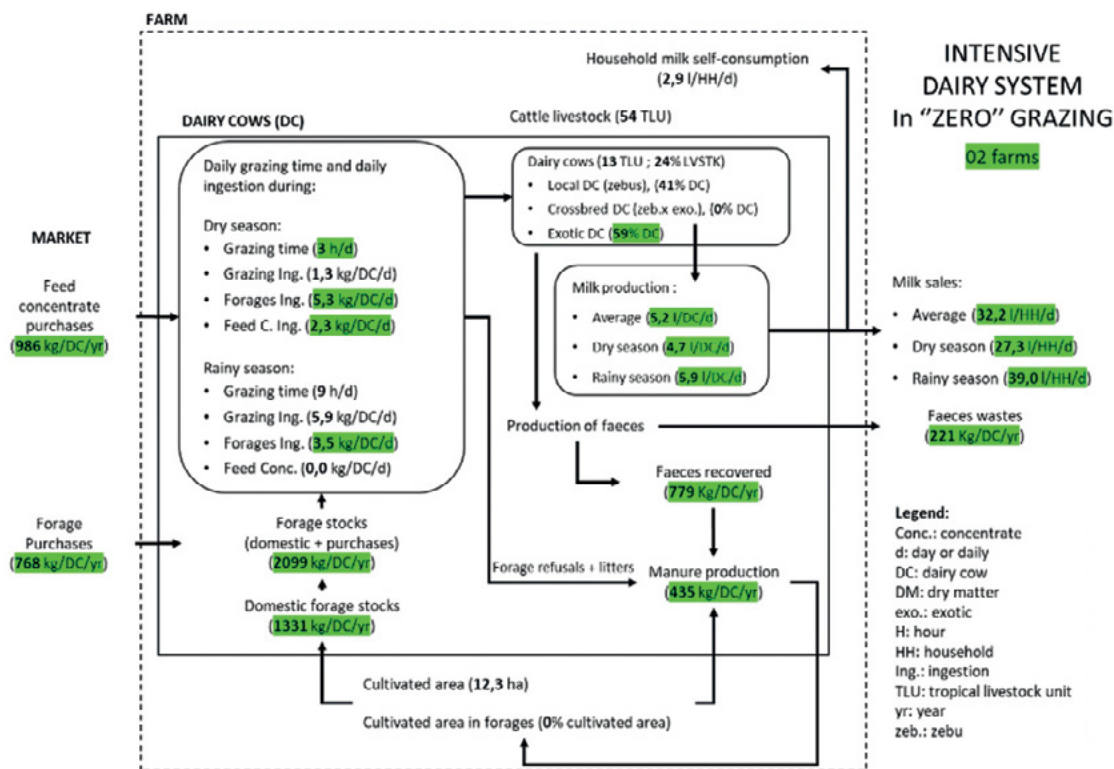 FARM
INTENSIVE
DAIRY SYSTEM
In "ZERO" GRAZING
02 farms
Household milk self-consumption
(2,9 l/HH/d)
Cattle livestock (54 TLU)
DAIRY COWS (DC)
Daily grazing time and daily
ingestion during:
Dry season:
• Grazing time (3 h/d)
• Grazing Ing. (1,3 kg/DC/d)
• Forages Ing. (5,3 kg/DC/d)
• Feed C. Ing. (2,3 kg/DC/d)
Rainy season:
• Grazing time (9 h/d)
• Grazing Ing. (5,9 kg/DC/d)
• Forages Ing. (3,5 kg/DC/d)
• Feed Conc. (0,0 kg/DC/d)
Dairy cows (13 TLU ; 24% LVSTK)
• Local DC (zebus), (41% DC)
• Crossbred DC (zeb.x exo.), (0% DC)
• Exotic DC (59% DC)
Milk production :
• Average (5,2 l/DC/d)
• Dry season (4,7 l/DC/d)
• Rainy season (5,9 l/DC/d)
MARKET
Feed
concentrate
purchases
(986 kg/DC/yr)
Forage
Purchases
(768 kg/DC/yr)
Milk sales:
• Average (32,2 l/HH/d)
• Dry season (27,3 l/HH/d)
• Rainy season (39,0 l/HH/d)
Production of faeces
Faeces wastes
(221 Kg/DC/yr)
Faeces recovered
(779 Kg/DC/yr)
Forage stocks
(domestic + purchases)
(2099 kg/DC/yr)
Forage refusals + litters
Manure production
(435 kg/DC/yr)
Domestic forage stocks
(1331 kg/DC/yr)
Cultivated area (12,3 ha)
Cultivated area in forages (0% cultivated area)
Legend:
Conc.: concentrate
d: day or daily
DC: dairy cow
DM: dry matter
exo.: exotic
H: hour
HH: household
Ing.: ingestion
TLU: tropical livestock unit
yr: year
zeb.: zebu